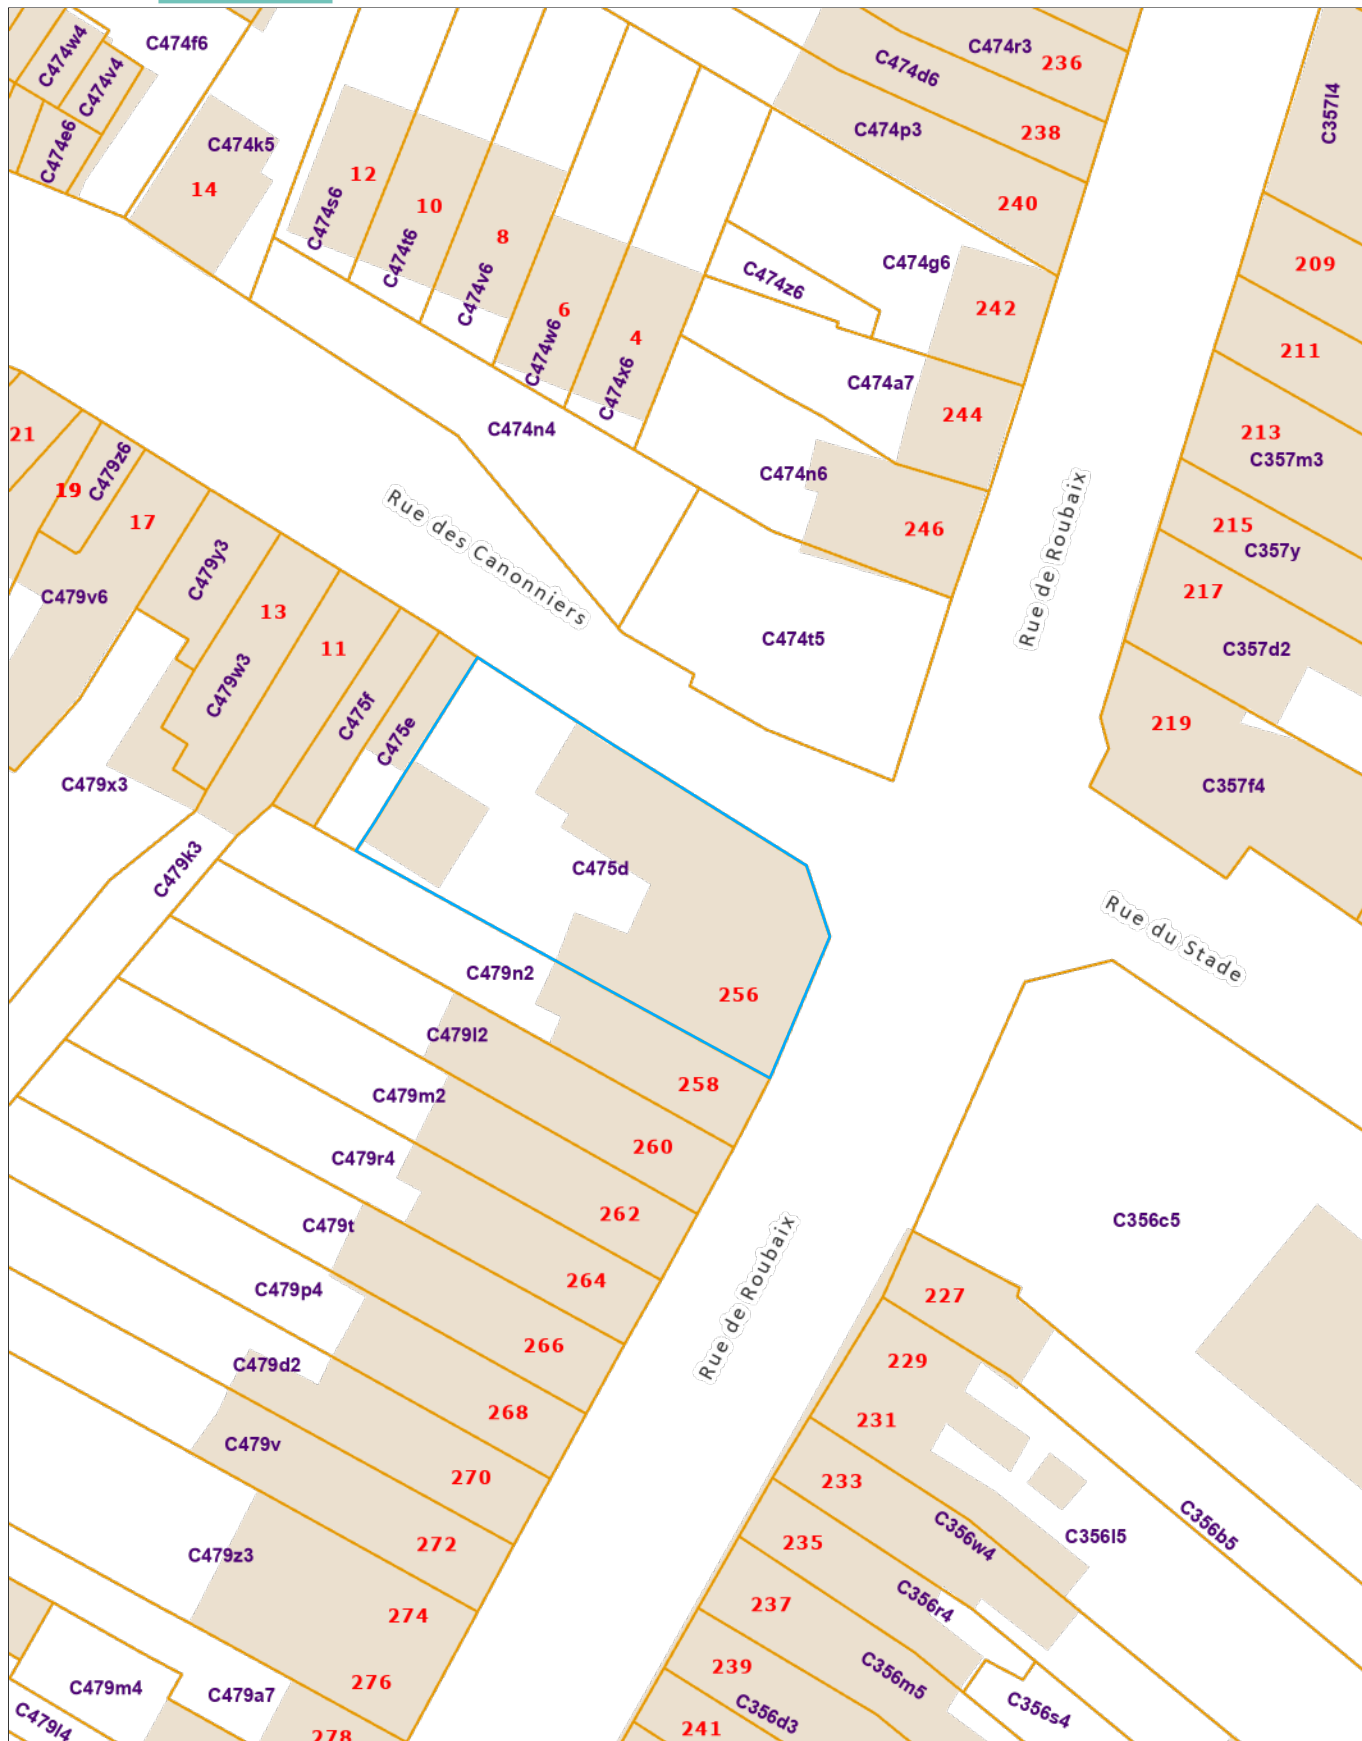 C474w4
C474f6
C474v4
C474e6
C474k5
14
12
C474s6
10
C474t6
8
C474v6
6
C474w6
4
C474x6
C474r3
236
C474d6
238
C474p3
240
C474g6
C474z6
242
C474a7
244
C474n6
246
C474n4
C474t5
C357l4
209
211
213
C357m3
215
C357y
217
C357d2
219
C357f4
Rue de Roubaix
Rue des Canonniers
21
19
C479z6
17
C479v6
C479y3
13
C479w3
11
C475f
C475e
C479x3
C479k3
C475d
256
Rue du Stade
C479n2
258
C479l2
260
C479m2
262
C479r4
264
C479t
266
C479p4
268
C479d2
270
C479v
272
C479z3
274
276
C479m4
C479a7
C479l4
278
Rue de Roubaix
C356c5
227
229
231
233
C356w4
C356l5
C356b5
235
C356r4
237
C356m5
C356s4
239
C356d3
241